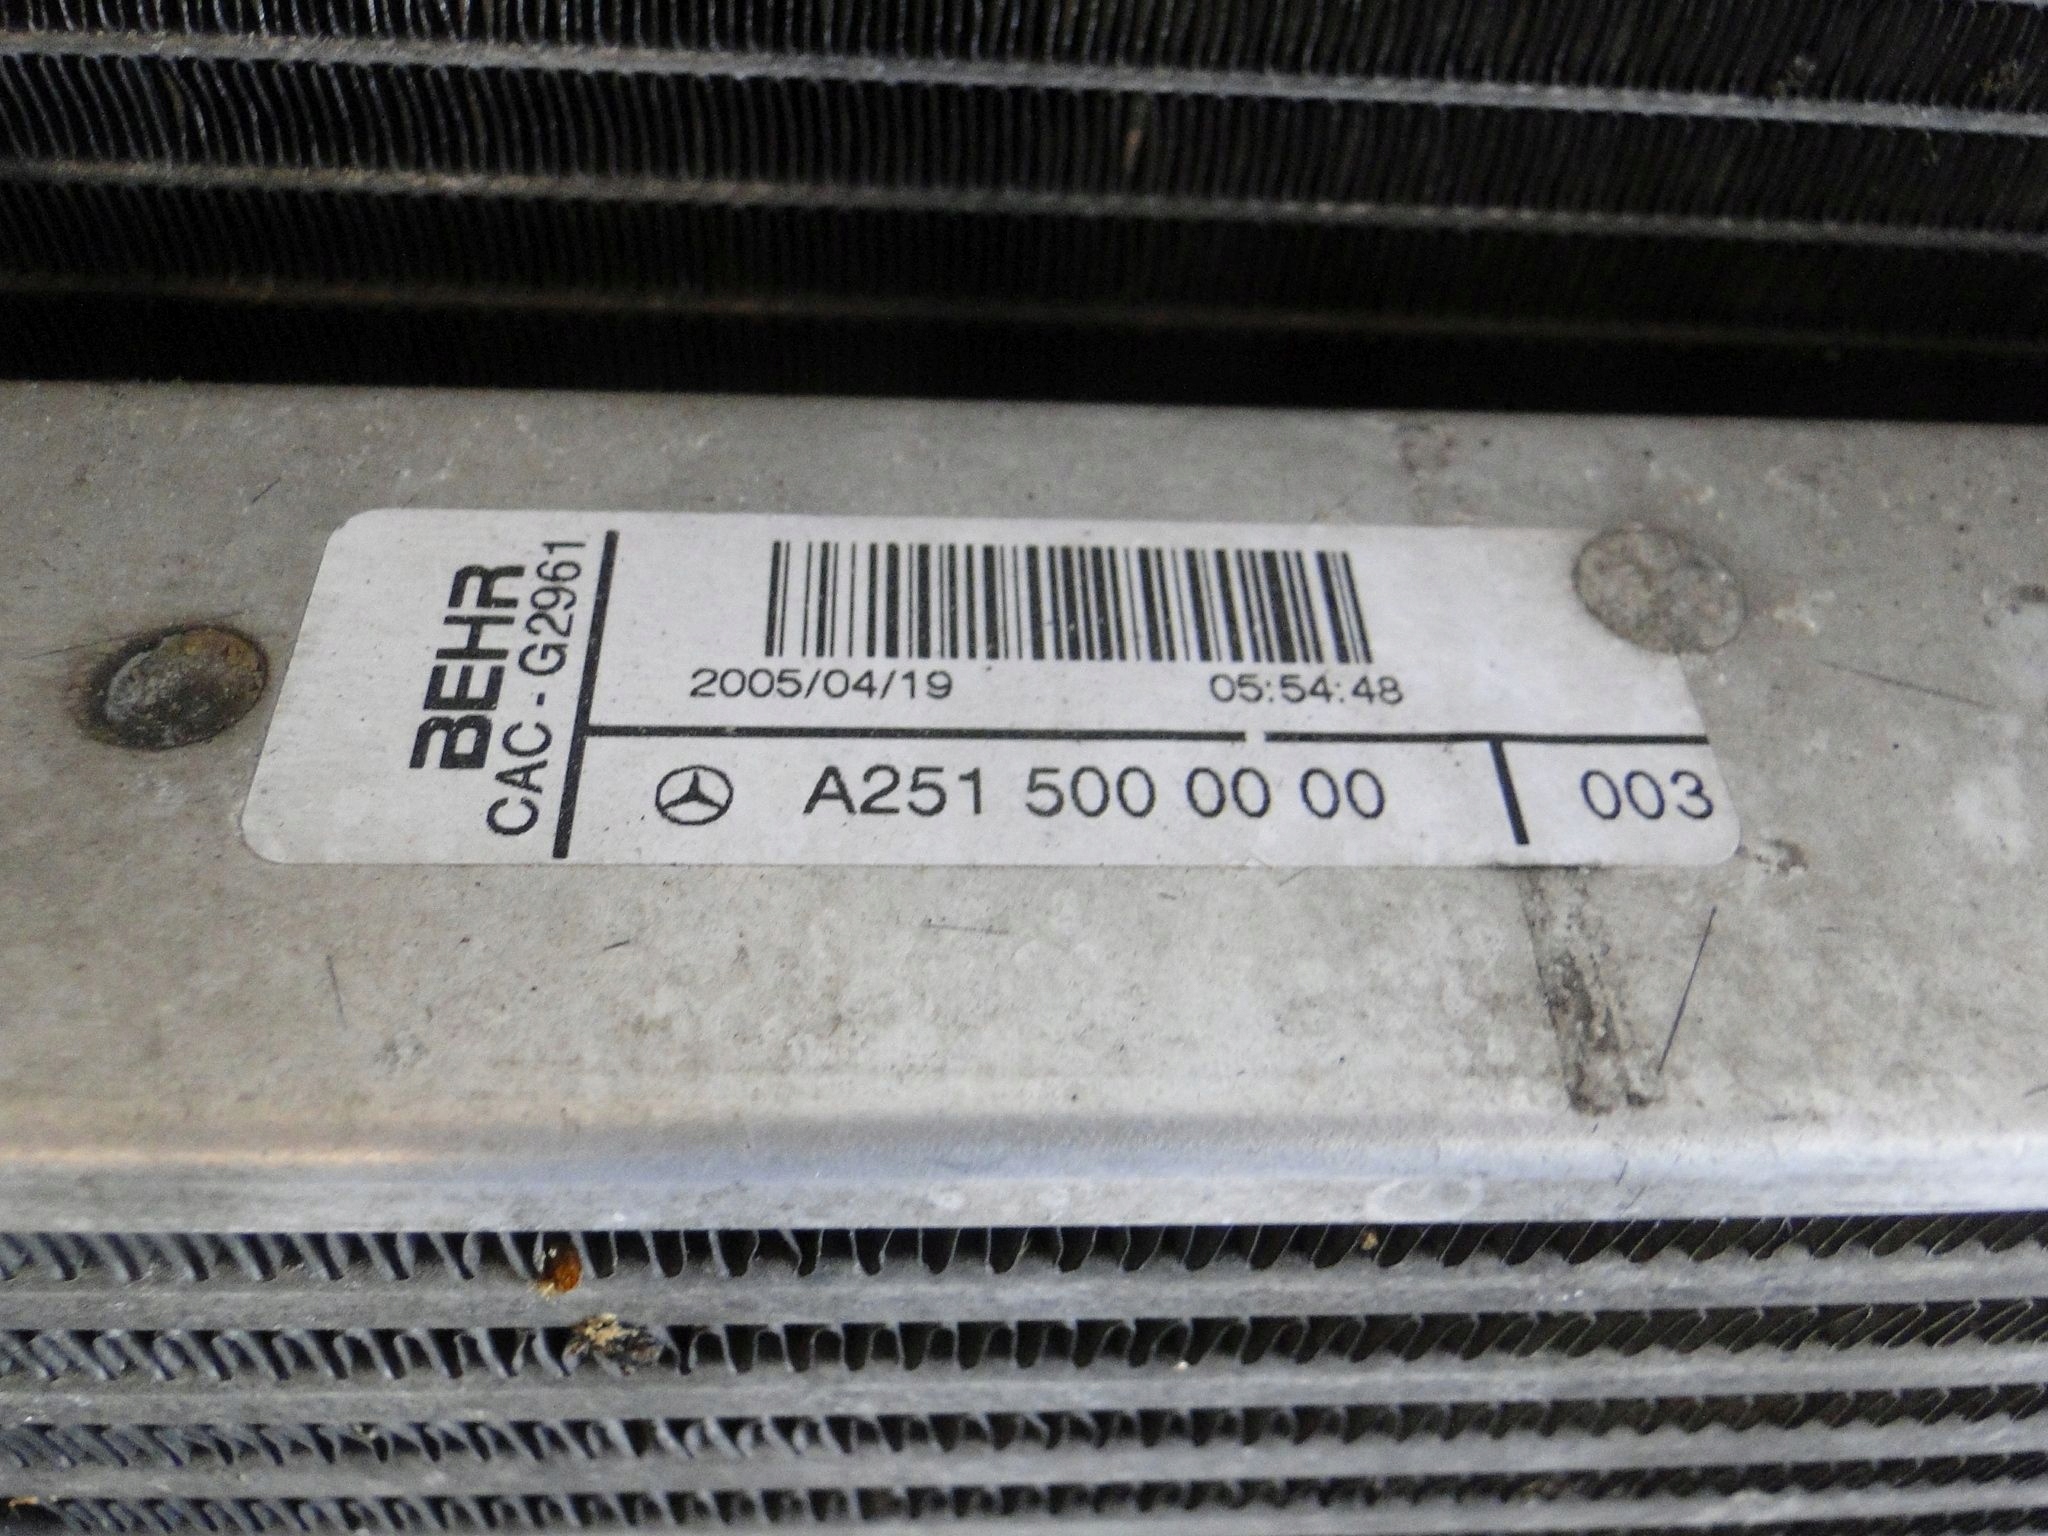 BEHR
CAC - G2961
2005/04/19 05:54:48
A251 500 00 00 003